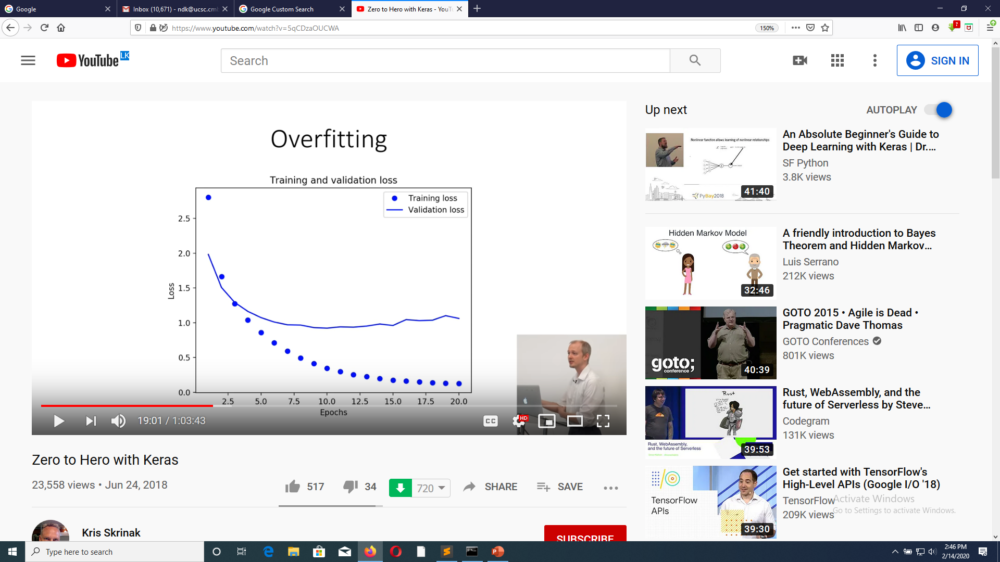 Google
Inbox (10,671) - ndk@ucsc.cmb
Google Custom Search
Zero to Hero with Keras - YouTu
https://www.youtube.com/watch?v=5qCDzaOUCWA
150%
YouTube LK
Search
SIGN IN
Overfitting
Training and validation loss
Training loss
Validation loss
2.5
2.0
1.5
1.0
0.5
0.0
Loss
2.5 5.0 7.5 10.0 12.5 15.0 17.5 20.0
Epochs
19:01 / 1:03:43
CC
HD
Zero to Hero with Keras
23,558 views • Jun 24, 2018
517
34
720
SHARE
SAVE
Kris Skrinak
SUBSCRIBE
Up next
AUTOPLAY
Nonlinear function allows learning of nonlinear relationships
PyBay2018
41:40
An Absolute Beginner's Guide to
Deep Learning with Keras | Dr....
SF Python
3.8K views
Hidden Markov Model
32:46
A friendly introduction to Bayes
Theorem and Hidden Markov...
Luis Serrano
212K views
goto;
conference
40:39
GOTO 2015 • Agile is Dead •
Pragmatic Dave Thomas
GOTO Conferences
801K views
Rust
Rust, WebAssembly,
and the future of Serverless
39:53
Rust, WebAssembly, and the
future of Serverless by Steve...
Codegram
131K views
TensorFlow
APIs
39:30
Get started with TensorFlow's
High-Level APIs (Google I/O '18)
TensorFlow
209K views
Activate Windows
Go to Settings to activate Windows.
Type here to search
2:46 PM
2/14/2020